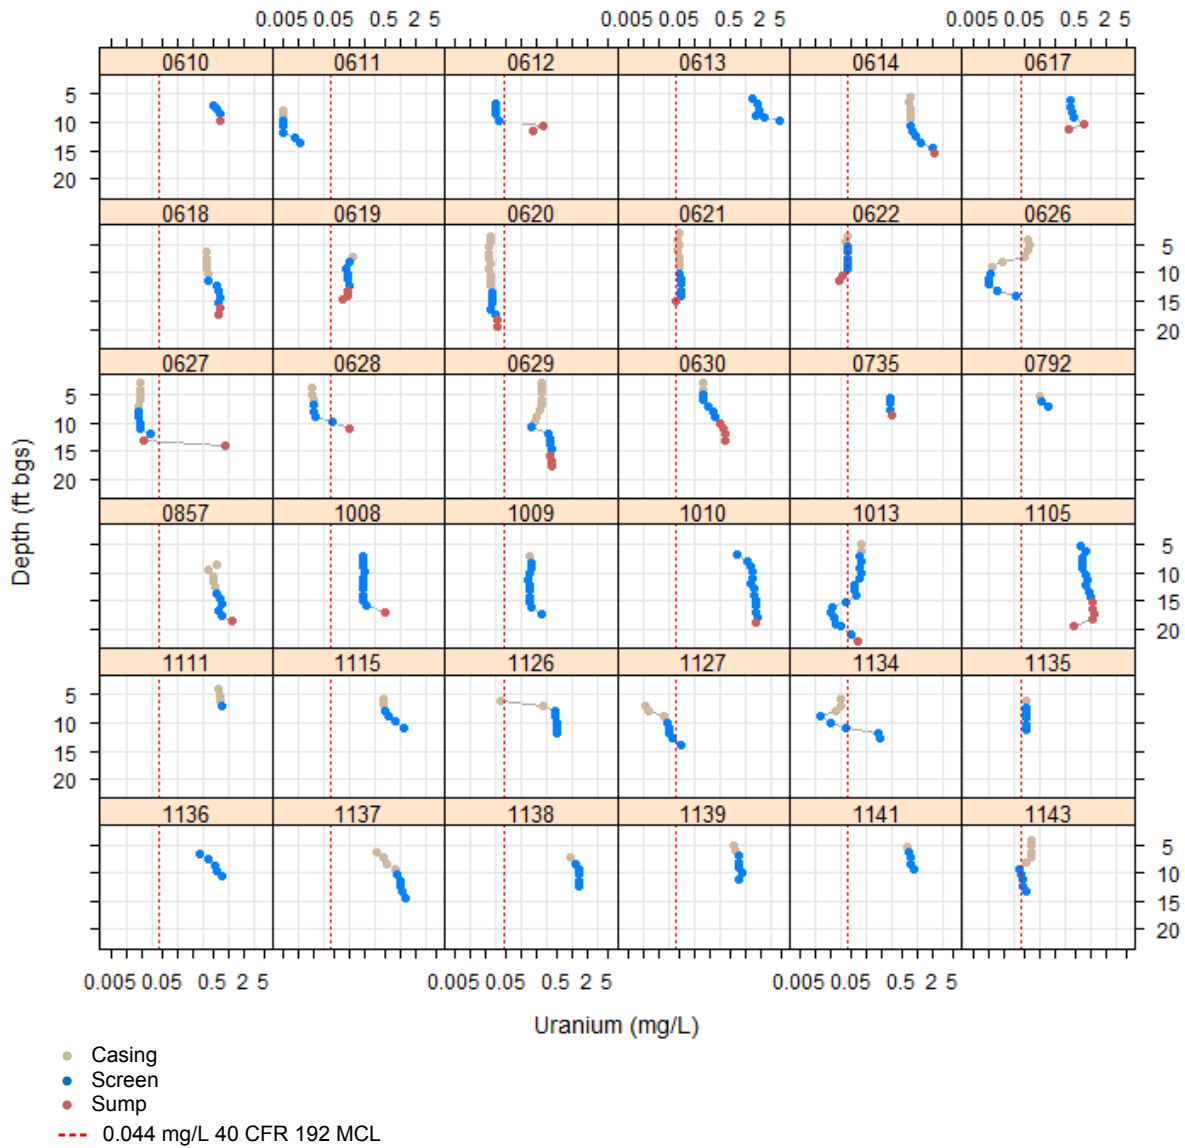 0.005 0.05 0.5 2 5 0.005 0.05 0.5 2 5 0.005 0.05 0.5 2 5
0610 0611 0612 0613 0614 0617
5
10
15
20
0618 0619 0620 0621 0622 0626
5
10
15
20
0627 0628 0629 0630 0735 0792
5
10
15
20
Depth (ft bgs)
0857 1008 1009 1010 1013 1105
5
10
15
20
1111 1115 1126 1127 1134 1135
5
10
15
20
1136 1137 1138 1139 1141 1143
5
10
15
20
0.005 0.05 0.5 2 5 0.005 0.05 0.5 2 5 0.005 0.05 0.5 2 5
Uranium (mg/L)
Casing
Screen
Sump
0.044 mg/L 40 CFR 192 MCL